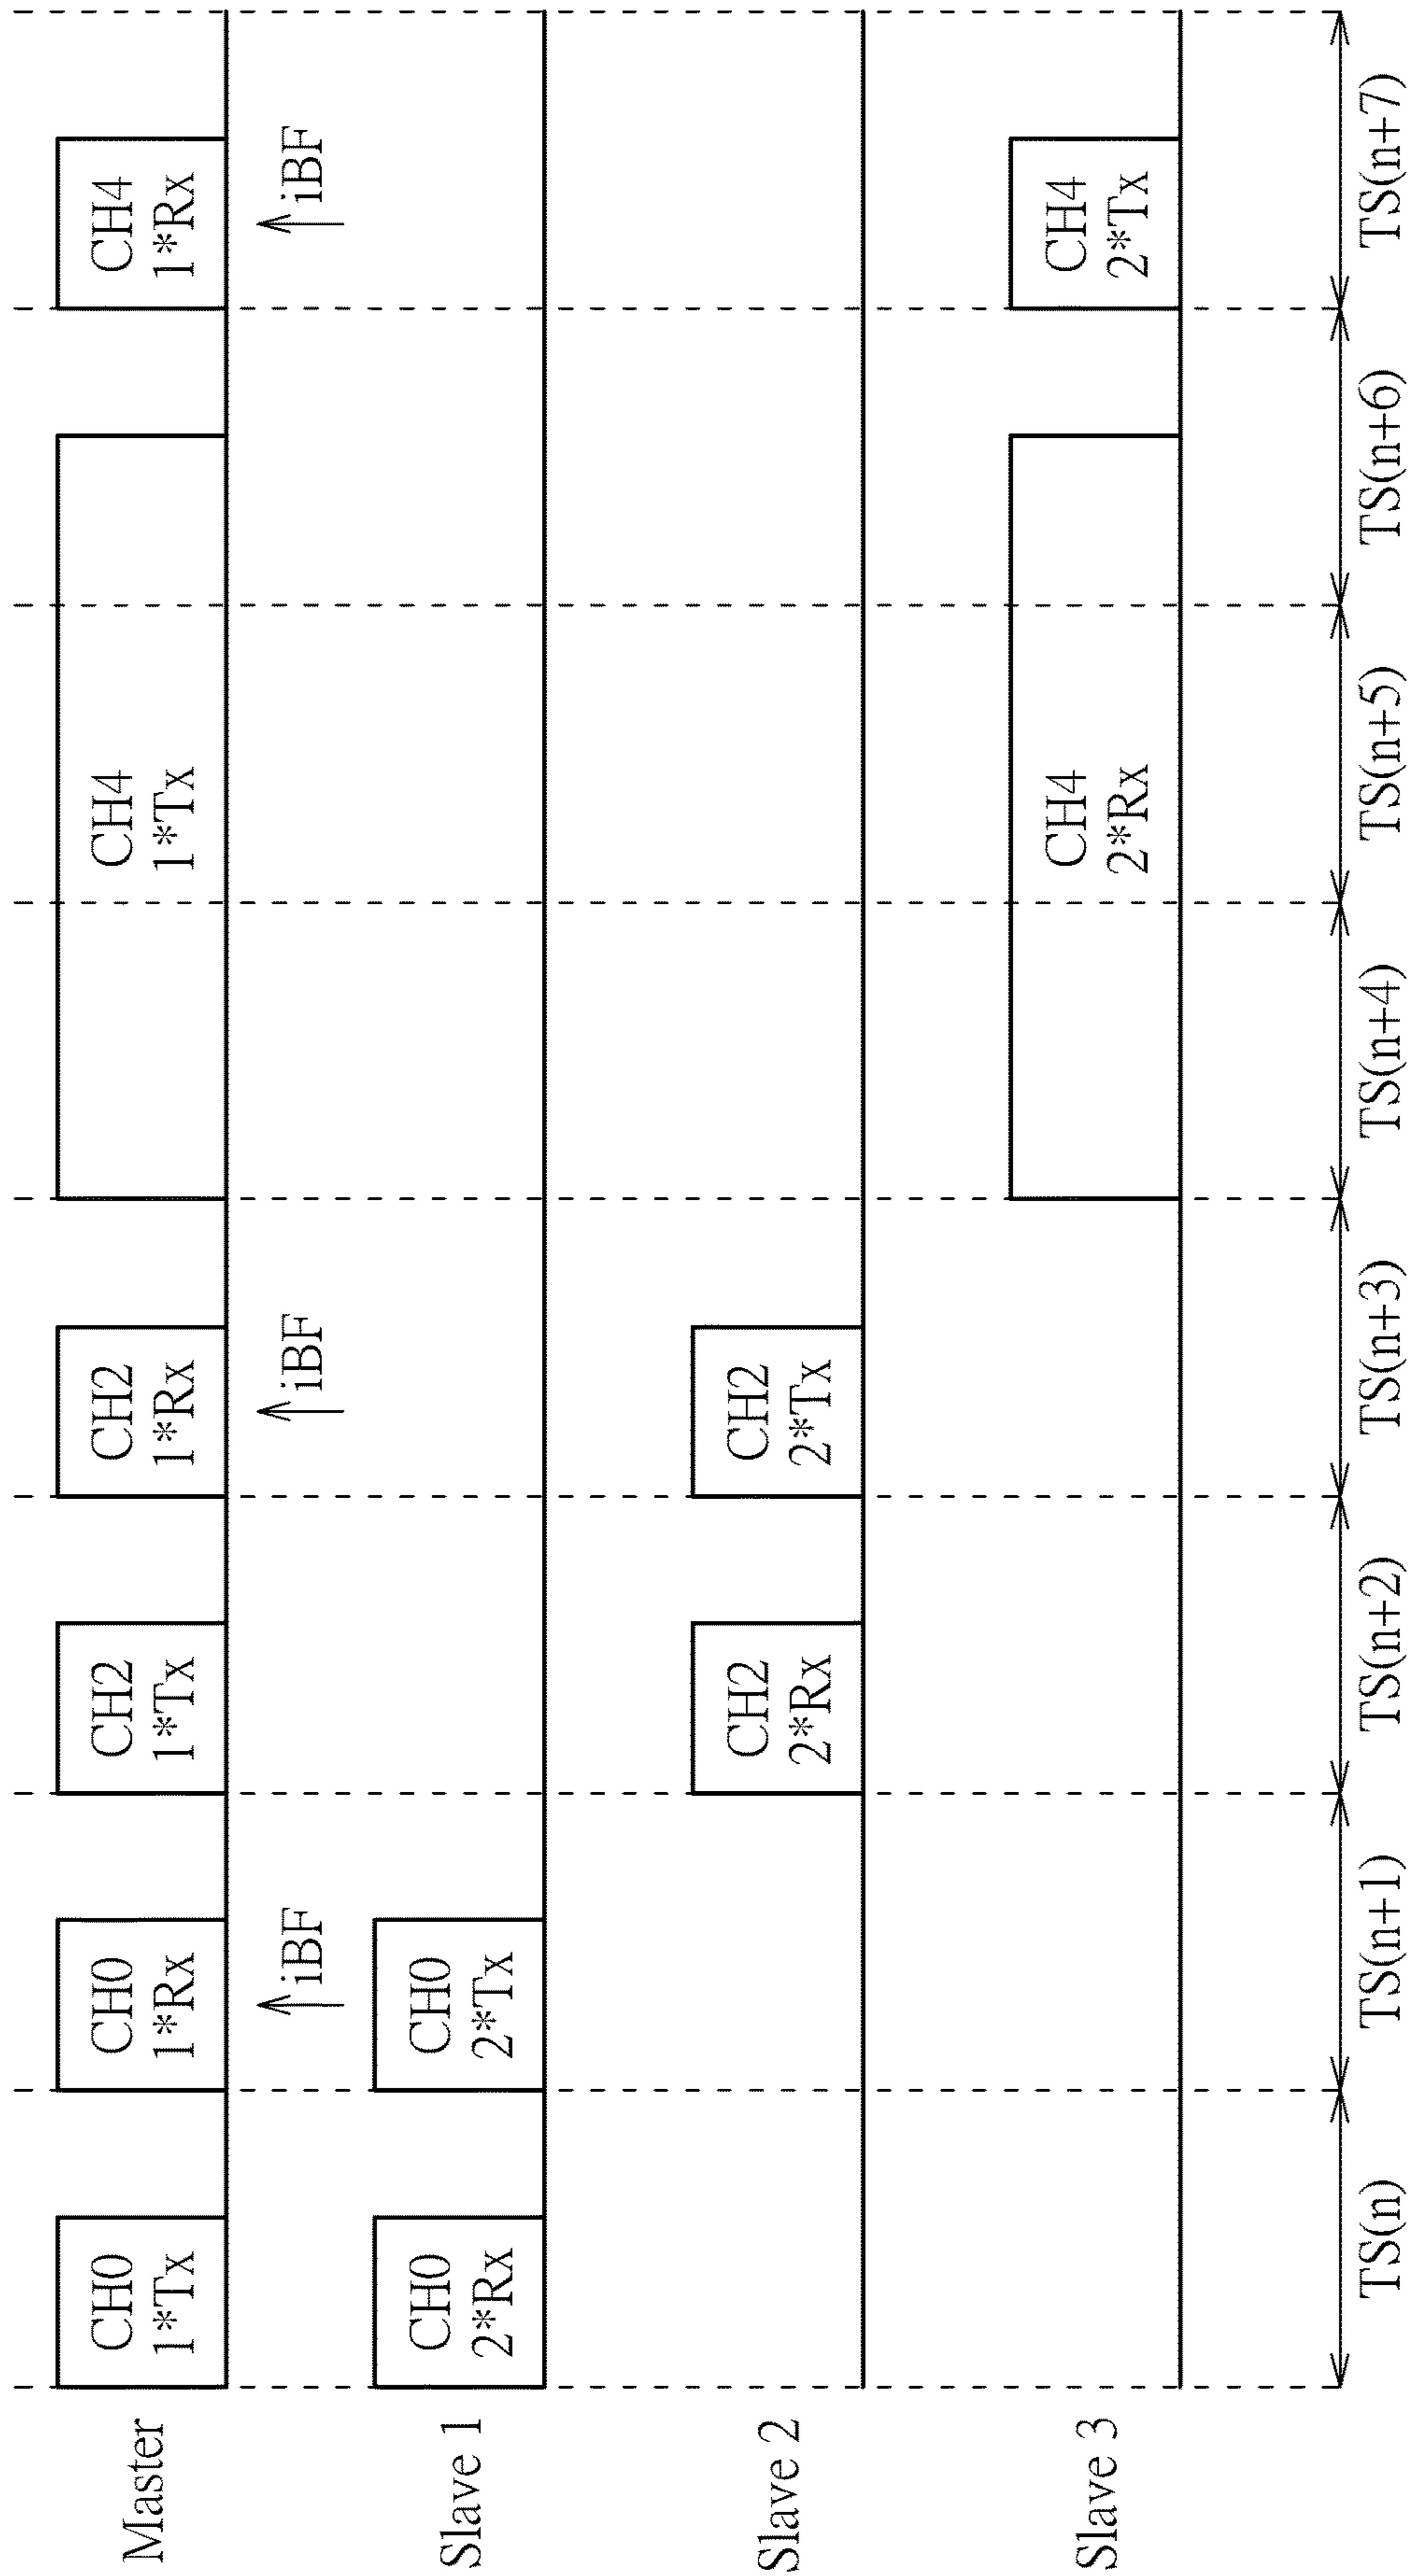 Master
CH0
1*Tx
CH0
1*Rx
CH2
1*Tx
CH2
1*Rx
CH4
1*Tx
CH4
1*Rx
iBF
iBF
iBF
Slave 1
CH0
2*Rx
CH0
2*Tx
Slave 2
CH2
2*Rx
CH2
2*Tx
Slave 3
CH4
2*Rx
CH4
2*Tx
TS(n)
TS(n+1)
TS(n+2)
TS(n+3)
TS(n+4)
TS(n+5)
TS(n+6)
TS(n+7)